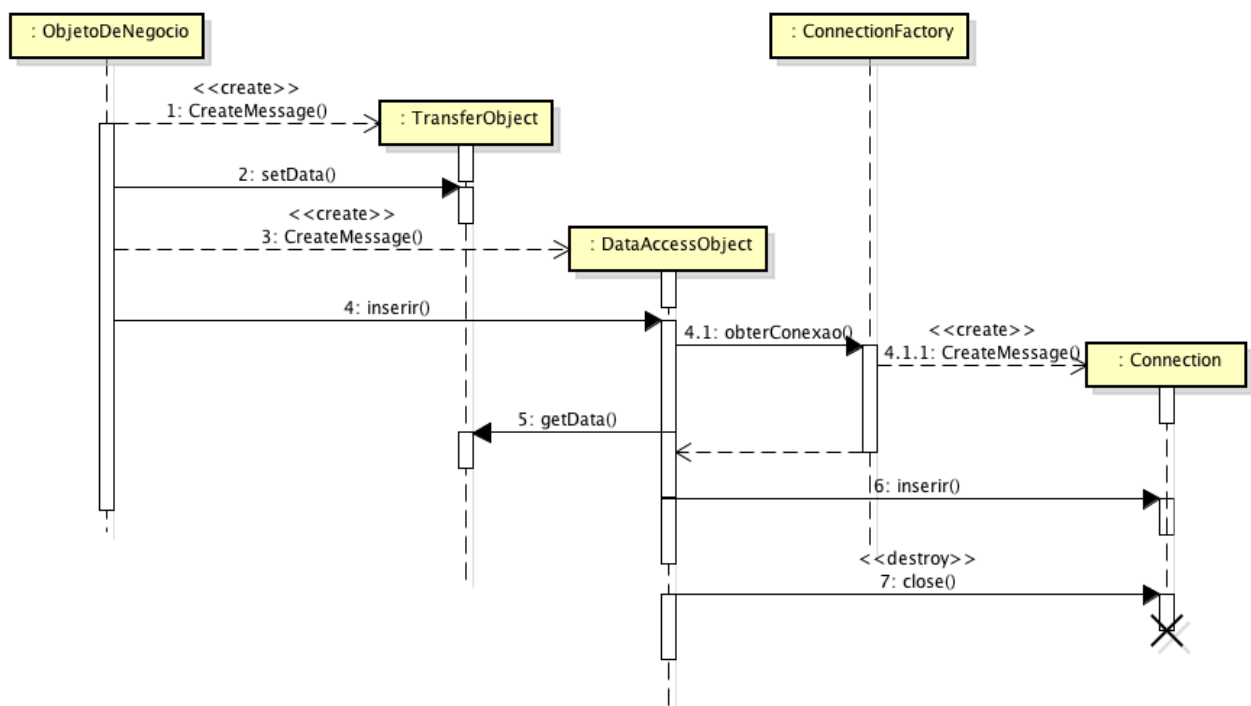 : ObjetoDeNegocio
: ConnectionFactory
<<create>>
1: CreateMessage()
: TransferObject
2: setData()
<<create>>
3: CreateMessage()
: DataAccessObject
4: inserir()
4.1: obterConexao()
<<create>>
4.1.1: CreateMessage()
: Connection
5: getData()
6: inserir()
<<destroy>>
7: close()